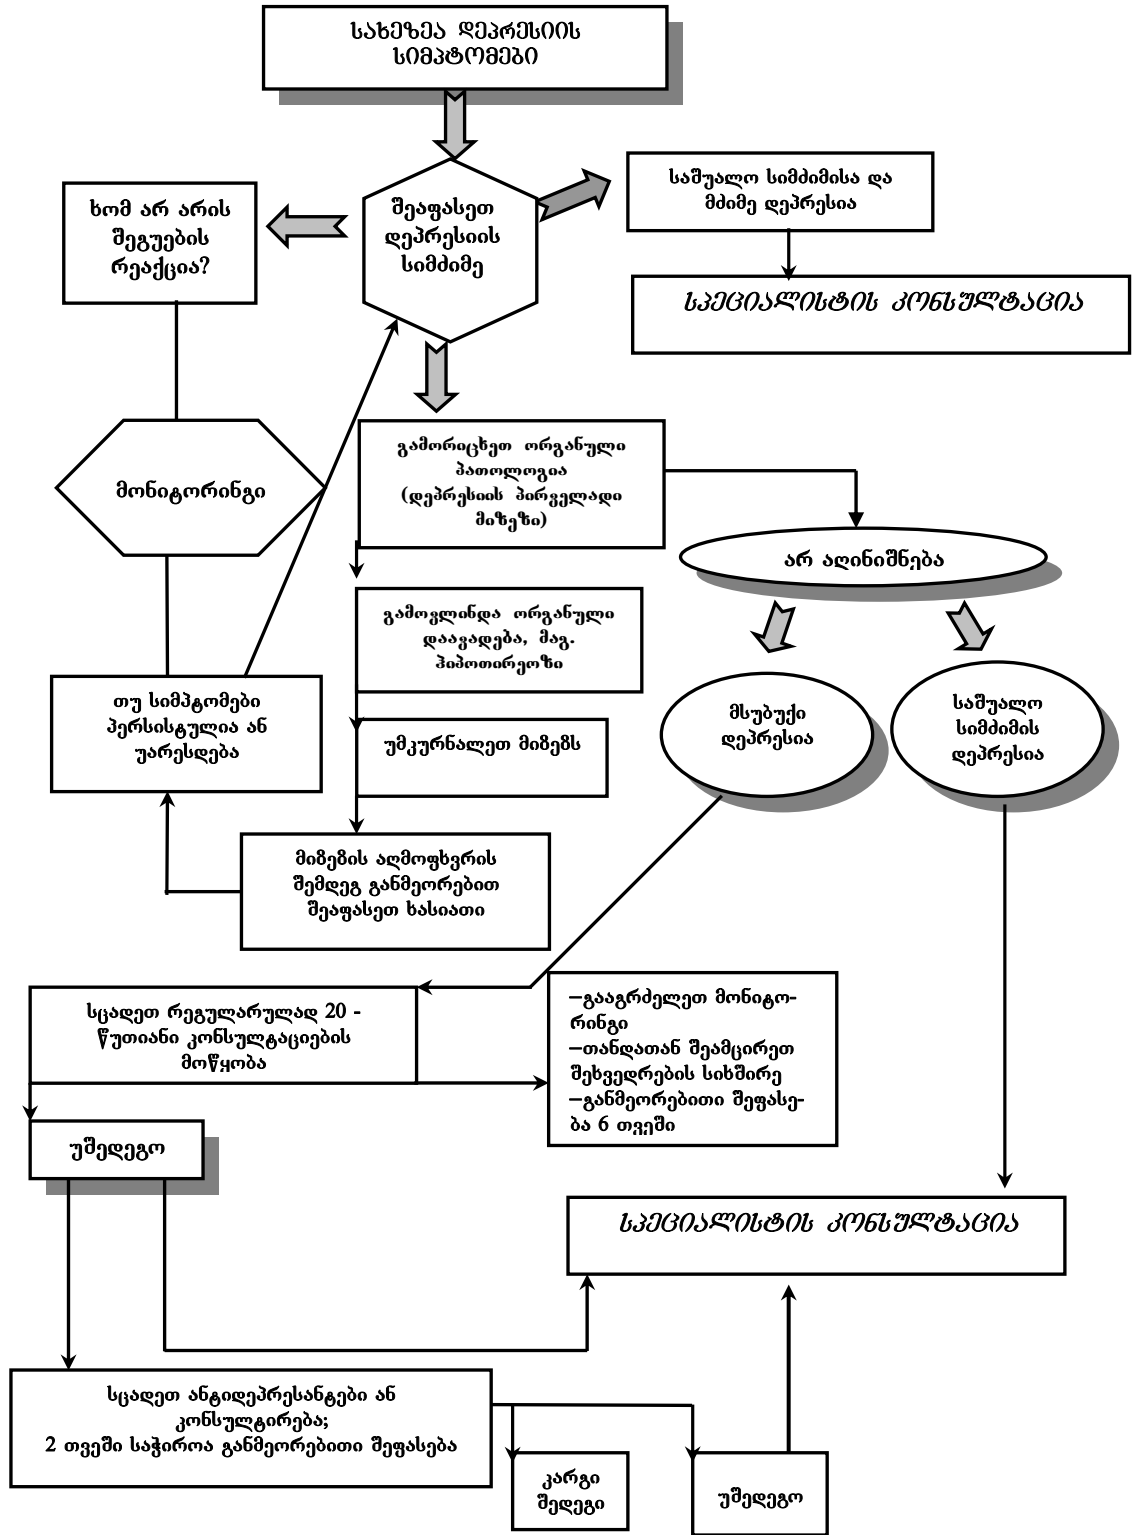 სახეზეა დეპრესიის
სიმპტომები
საშუალო სიმძიმისა და
მძიმე დეპრესია
ხომ არ არის
შეგუების
რეაქცია?
შეაფასეთ
დეპრესიის
სიმძიმე
სპეციალისტის კონსულტაცია
გამორიცხეთ ორგანული
პათოლოგია
(დეპრესიის პირველადი
მიზეზი)
მონიტორინგი
არ აღინიშნება
გამოვლინდა ორგანული
დაავადება, მაგ.
ჰიპოთირეოზი
თუ სიმპტომები
პერსისტულია ან
უარესდება
მსუბუქი
დეპრესია
საშუალო
სიმძიმის
დეპრესია
უმკურნალეთ მიზეზს
მიზეზის აღმოფხვრის
შემდეგ განმეორებით
შეაფასეთ ხასიათი
სცადეთ რეგულარულად 20 -
წუთიანი კონსულტაციების
მოწყობა
–გააგრძელეთ მონიტო-
რინგი
–თანდათან შეამცირეთ
შეხვედრების სიხშირე
–განმეორებითი შეფასე-
ბა 6 თვეში
უშედეგო
სპეციალისტის კონსულტაცია
სცადეთ ანტიდეპრესანტები ან
კონსულტირება;
2 თვეში საჭიროა განმეორებითი შეფასება
კარგი
შედეგი
უშედეგო